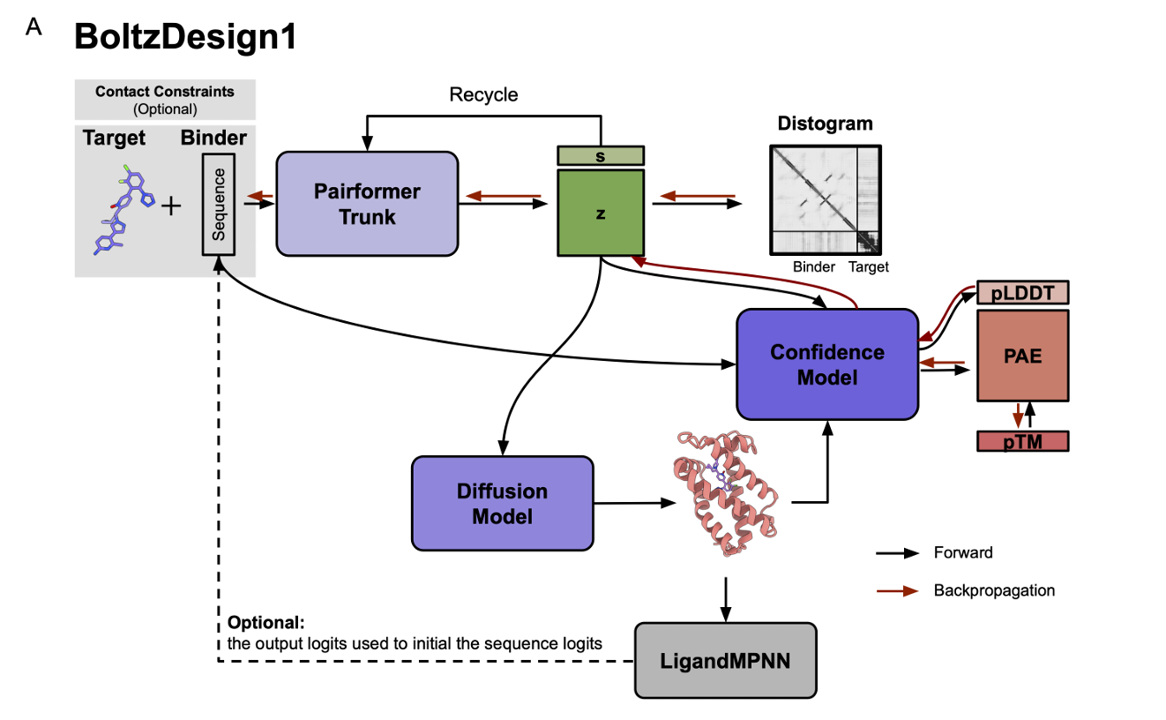 A
BoltzDesign1
Contact Constraints
(Optional)
Target
Binder
Sequence
+
Recycle
Pairformer
Trunk
s
z
Distogram
Binder
Target
pLDDT
PAE
pTM
Confidence
Model
Diffusion
Model
Forward
Backpropagation
Optional:
the output logits used to initial the sequence logits
LigandMPNN